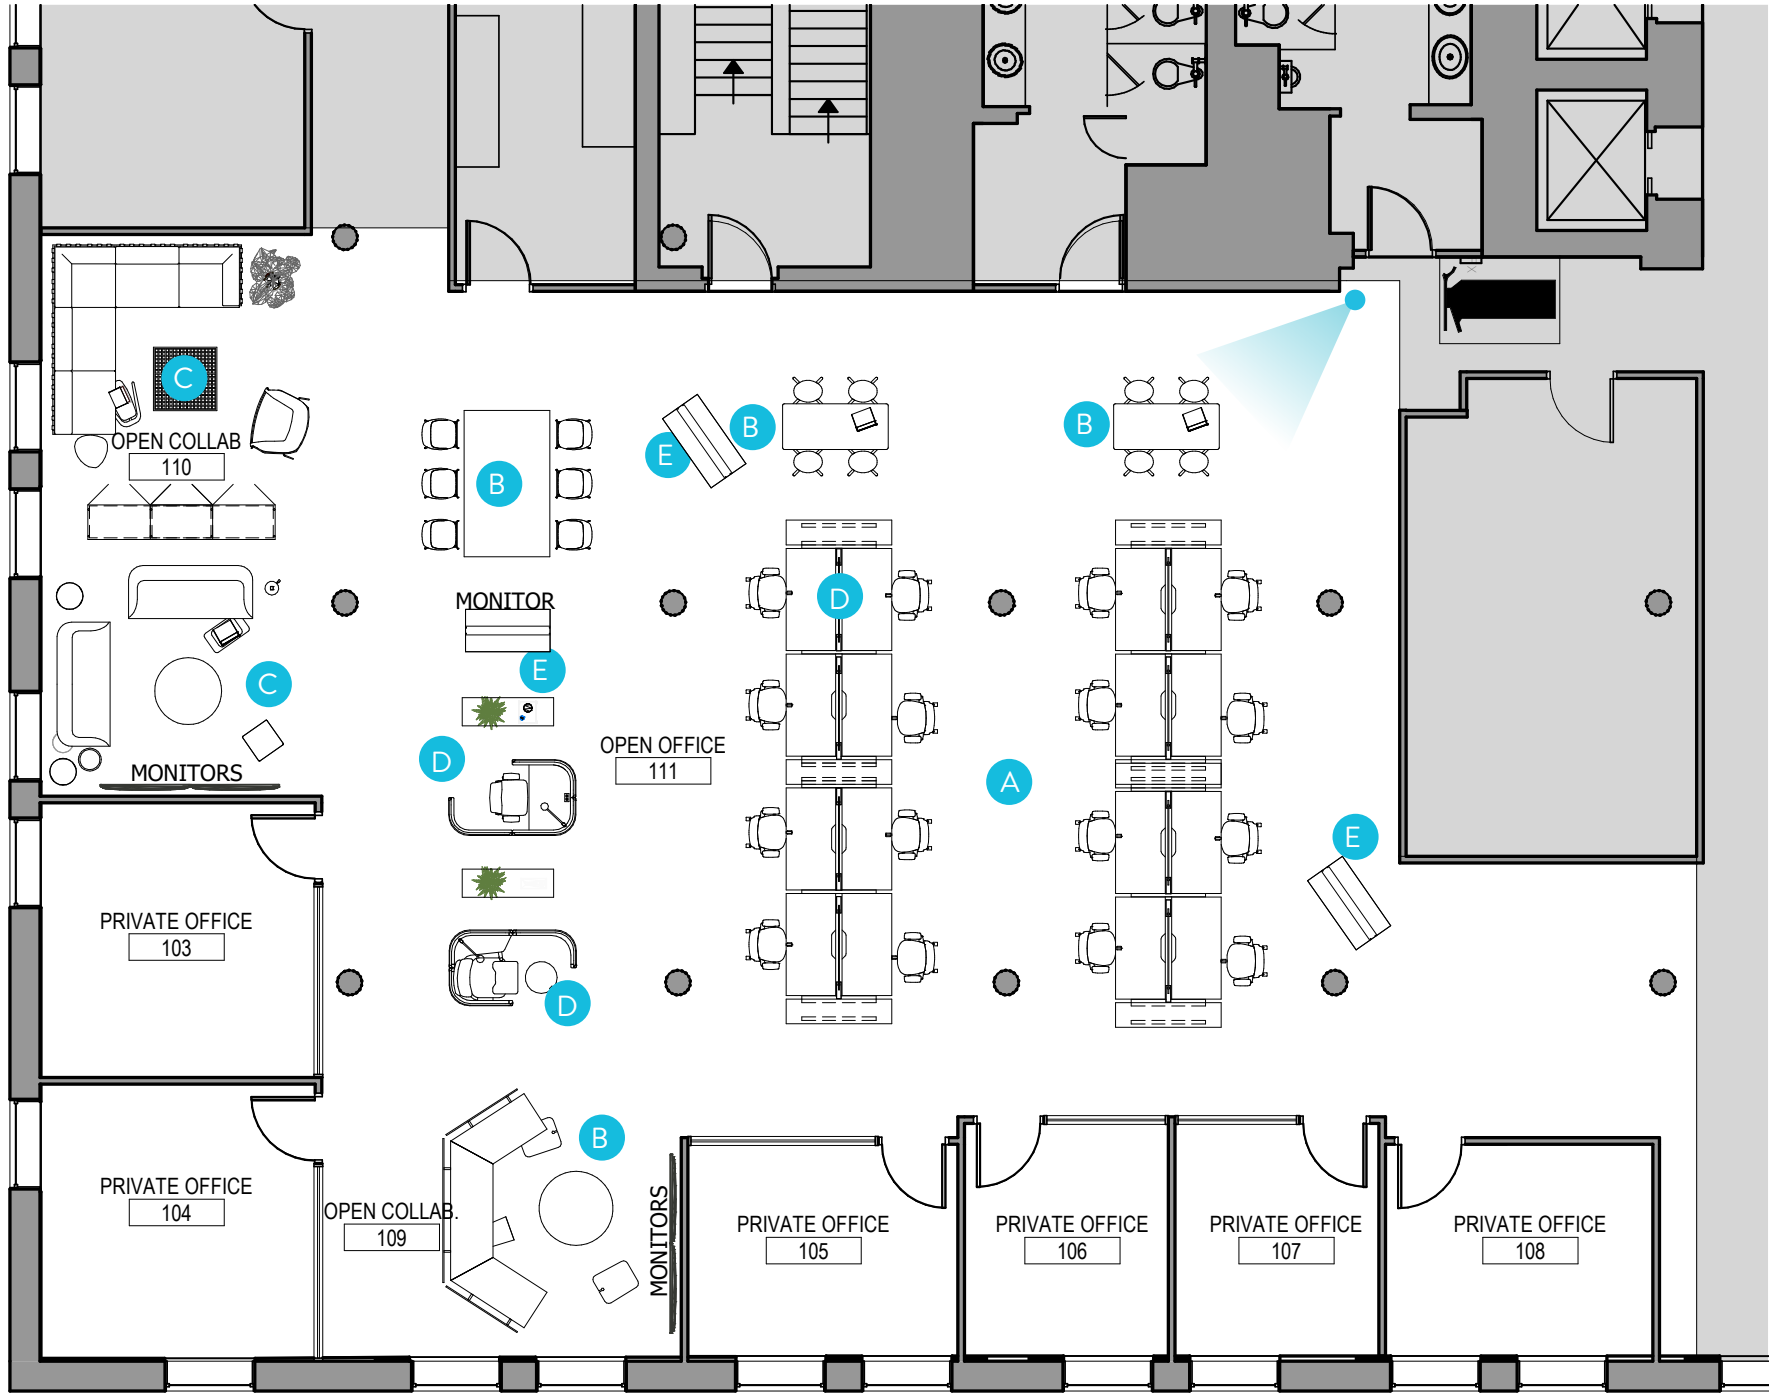 C
OPEN COLLAB
110
B
E
B
B
MONITOR
E
D
C
MONITORS
D
OPEN OFFICE
111
A
E
PRIVATE OFFICE
103
D
B
PRIVATE OFFICE
104
OPEN COLLAB.
109
MONITORS
PRIVATE OFFICE
105
PRIVATE OFFICE
106
PRIVATE OFFICE
107
PRIVATE OFFICE
108